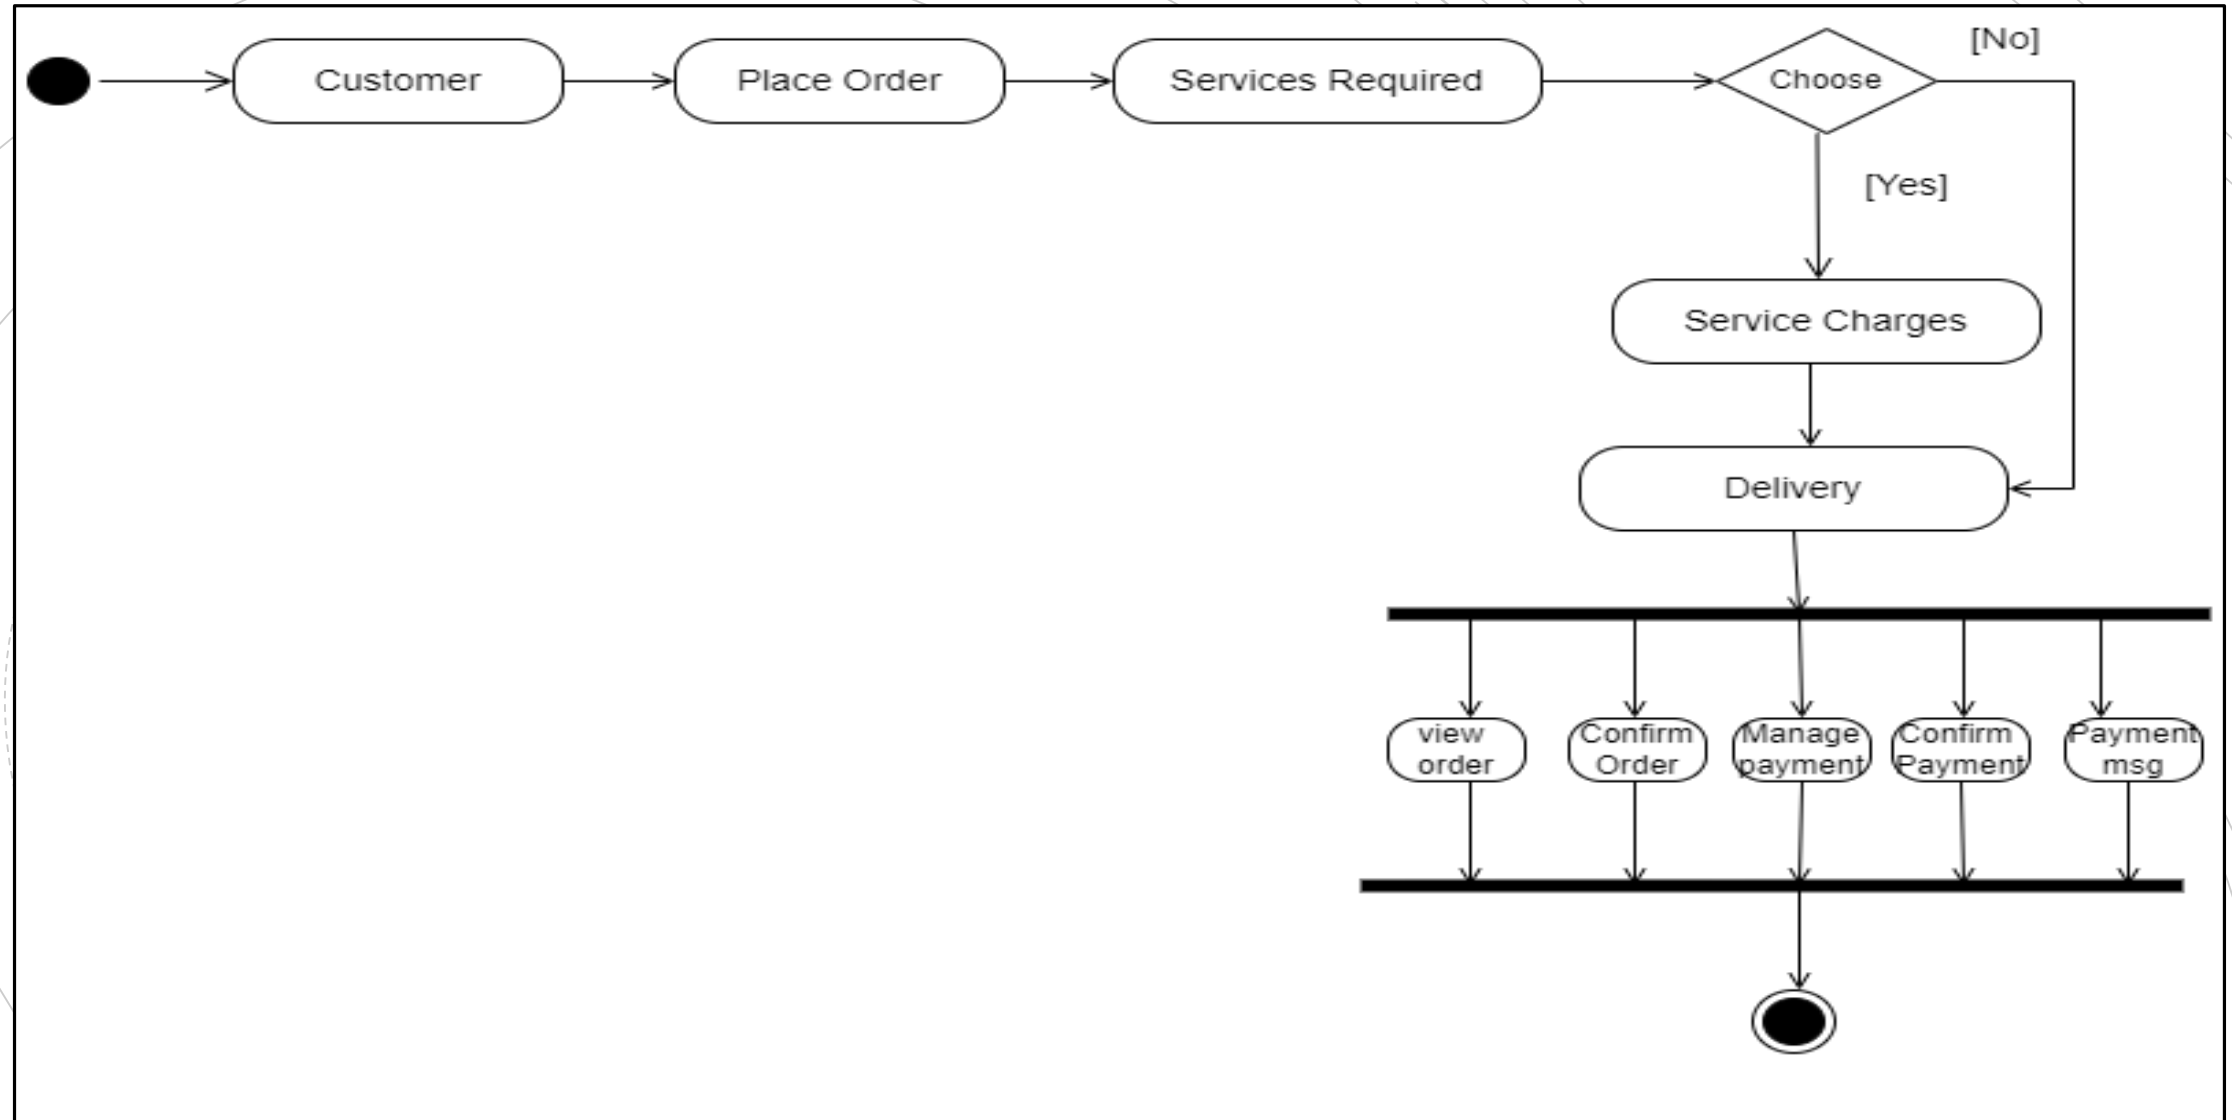 Customer
Place Order
Services Required
Choose
[No]
[Yes]
Service Charges
Delivery
view
order
Confirm
Order
Manage
payment
Confirm
Payment
Payment
msg